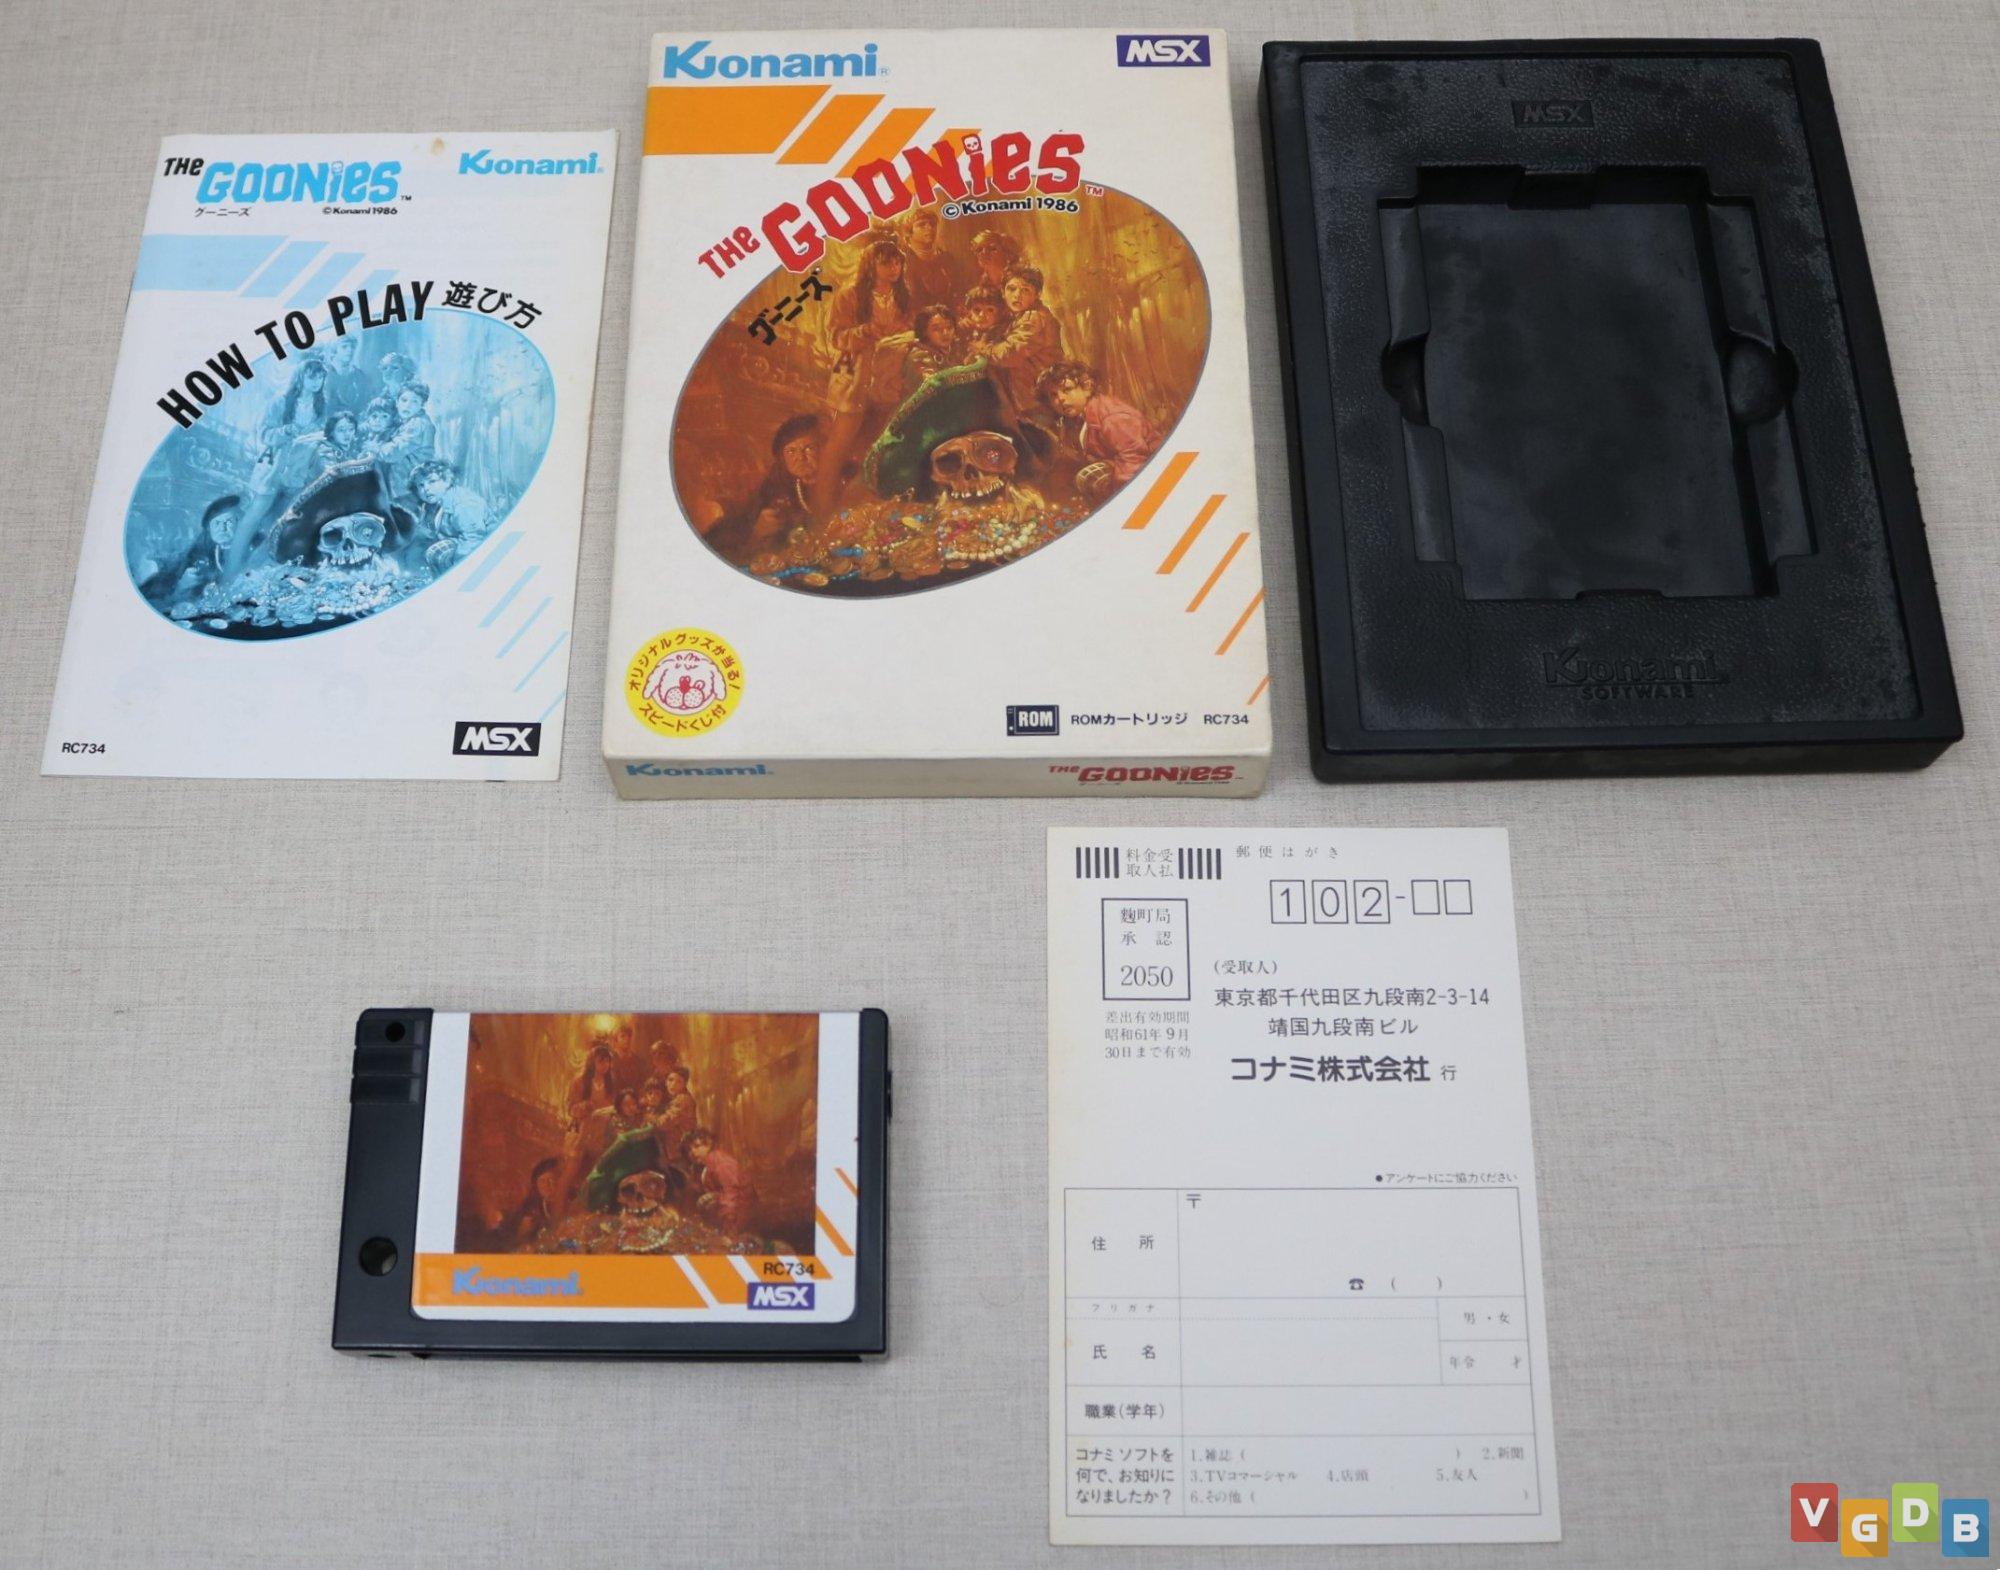 THE GOONIES™
Konami®
グーニーズ
©Konami 1986
HOW TO PLAY 遊び方
RC734
MSX
Konami®
MSX
THE GOONIES™
©Konami 1986
グーニーズ
オリジナルグッズが当る!
スピードくじ付
ROM ROMカートリッジ RC734
Konami®
THE GOONIES™
グーニーズ
MSX
Konami
SOFTWARE
RC734
Konami
MSX
料金受
取人払
郵便はがき
102-
麹町局
承認
2050
差出有効期間
昭和61年9月
30日まで有効
(受取人)
東京都千代田区九段南2-3-14
靖国九段南ビル
コナミ株式会社 行
●アンケートにご協力ください
〒
住所
☎ ( )
フリガナ
氏名
男・女
年令 才
職業(学年)
コナミソフトを
何で、お知りに
なりましたか?
1.雑誌( ) 2.新聞
3.TVコマーシャル 4.店頭 5.友人
6.その他( )
VGDB